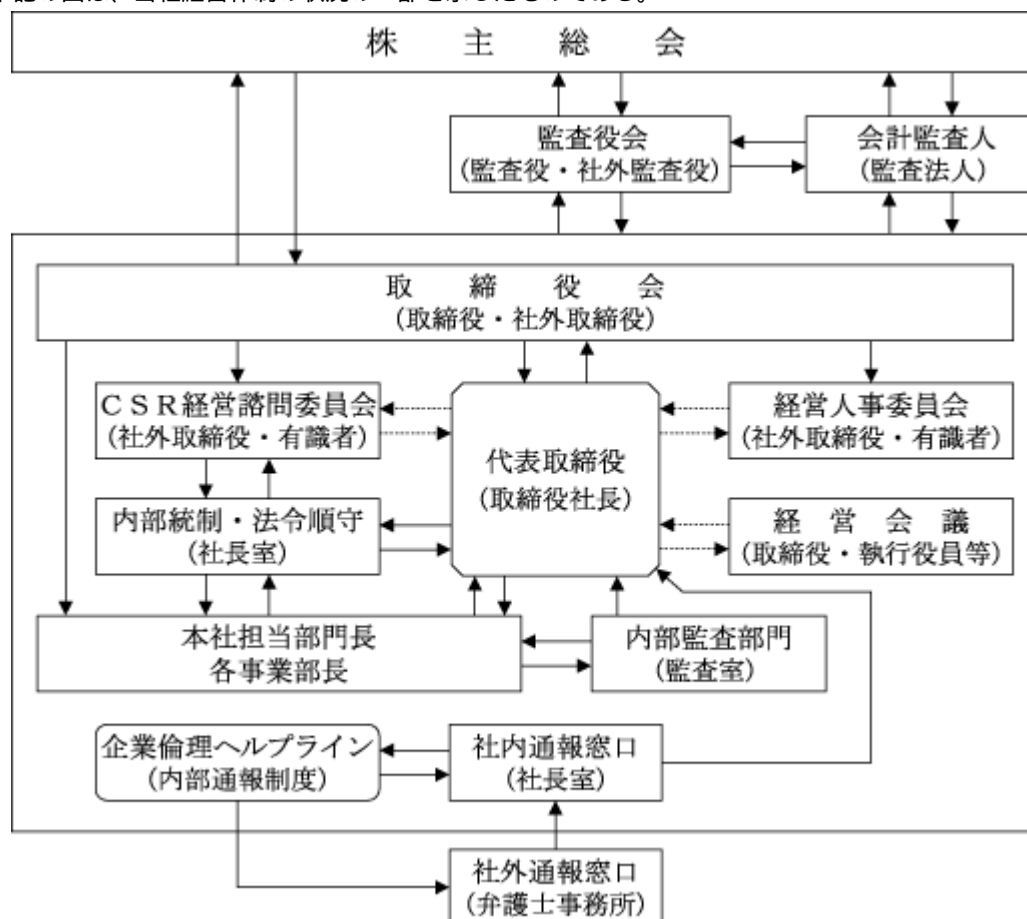 株主総会
監査役会
(監査役・社外監査役)
会計監査人
(監査法人)
取締役会
(取締役・社外取締役)
CSR経営諮問委員会
(社外取締役・有識者)
代表取締役
(取締役社長)
経営人事委員会
(社外取締役・有識者)
内部統制・法令順守
(社長室)
経営会議
(取締役・執行役員等)
本社担当部門長
各事業部長
内部監査部門
(監査室)
企業倫理ヘルプライン
(内部通報制度)
社内通報窓口
(社長室)
社外通報窓口
(弁護士事務所)